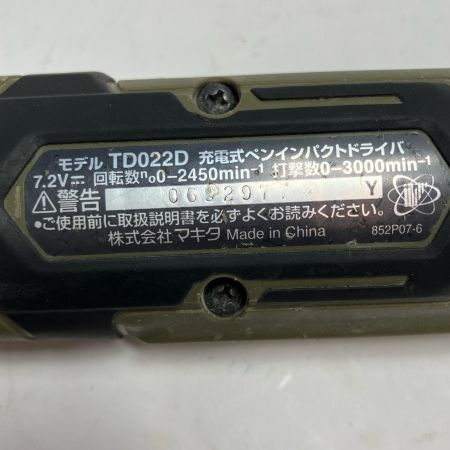 モデル TD022D 充電式ペンインパクトドライバ
7.2V⎓ 回転数n₀0-2450min⁻¹ 打撃数0-3000min⁻¹
⚠警告 Y
●ご使用前に取扱説明書を必ずよくお読みください。
株式会社マキタ Made in China 852P07-6